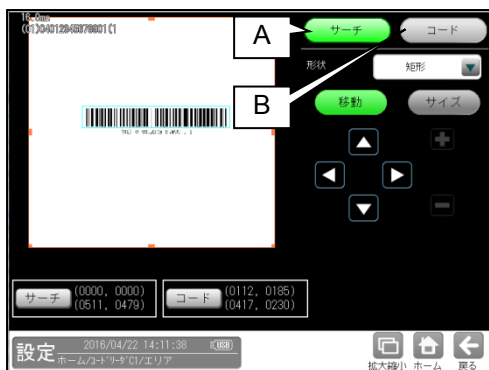 16.0ms
(01)04012345678901(1
A
サーチ
コード
形状
矩形
B
移動
サイズ
サーチ
(0000, 0000)
(0511, 0479)
コード
(0112, 0185)
(0417, 0230)
設定
2016/04/22 14:11:38
USB
ホーム/コードリーダC1/エリア
拡大縮小
ホーム
戻る